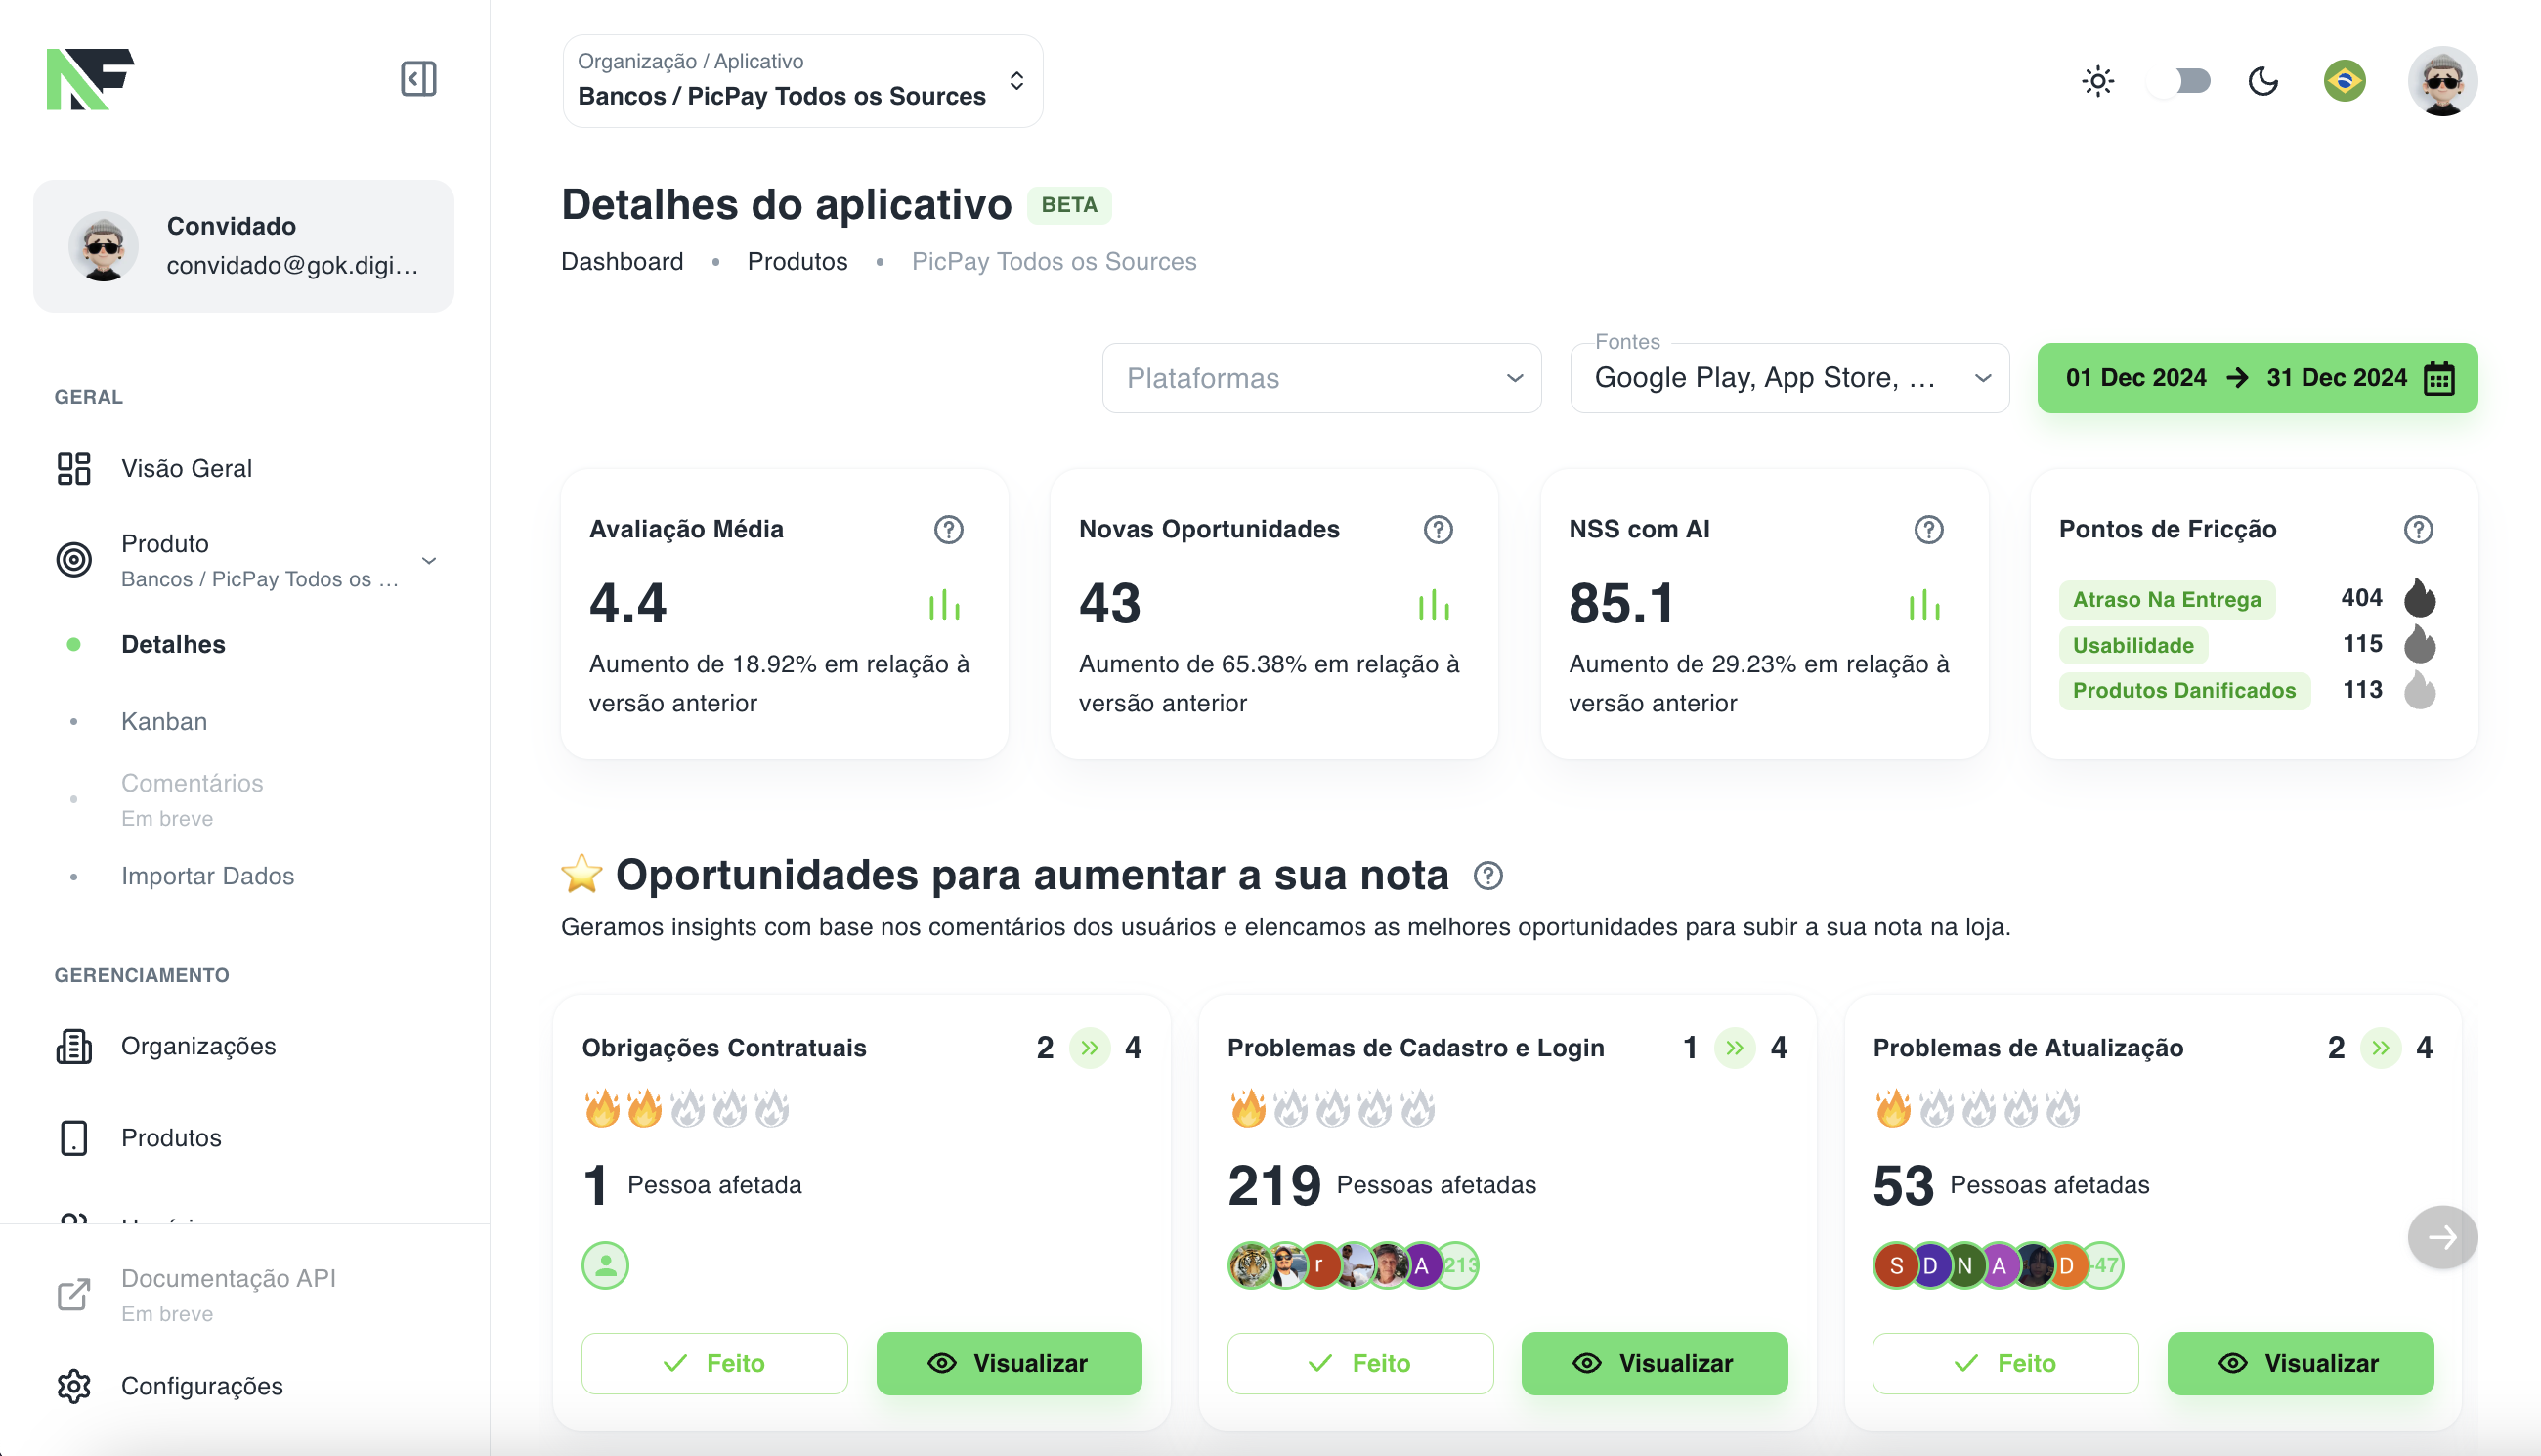 NF
Organização / Aplicativo
Bancos / PicPay Todos os Sources
Convidado
convidado@gok.digi...
Detalhes do aplicativo BETA
Dashboard • Produtos • PicPay Todos os Sources
Plataformas
Fontes
Google Play, App Store, ...
01 Dec 2024 → 31 Dec 2024
GERAL
Visão Geral
Produto
Bancos / PicPay Todos os ...
Detalhes
Kanban
Comentários
Em breve
Importar Dados
GERENCIAMENTO
Organizações
Produtos
Documentação API
Em breve
Configurações
Avaliação Média
4.4
Aumento de 18.92% em relação à
versão anterior
Novas Oportunidades
43
Aumento de 65.38% em relação à
versão anterior
NSS com AI
85.1
Aumento de 29.23% em relação à
versão anterior
Pontos de Fricção
Atraso Na Entrega 404
Usabilidade 115
Produtos Danificados 113
Oportunidades para aumentar a sua nota
Geramos insights com base nos comentários dos usuários e elencamos as melhores oportunidades para subir a sua nota na loja.
Obrigações Contratuais 2 » 4
1 Pessoa afetada
Feito
Visualizar
Problemas de Cadastro e Login 1 » 4
219 Pessoas afetadas
r A 213
Feito
Visualizar
Problemas de Atualização 2 » 4
53 Pessoas afetadas
S D N A D 47
Feito
Visualizar